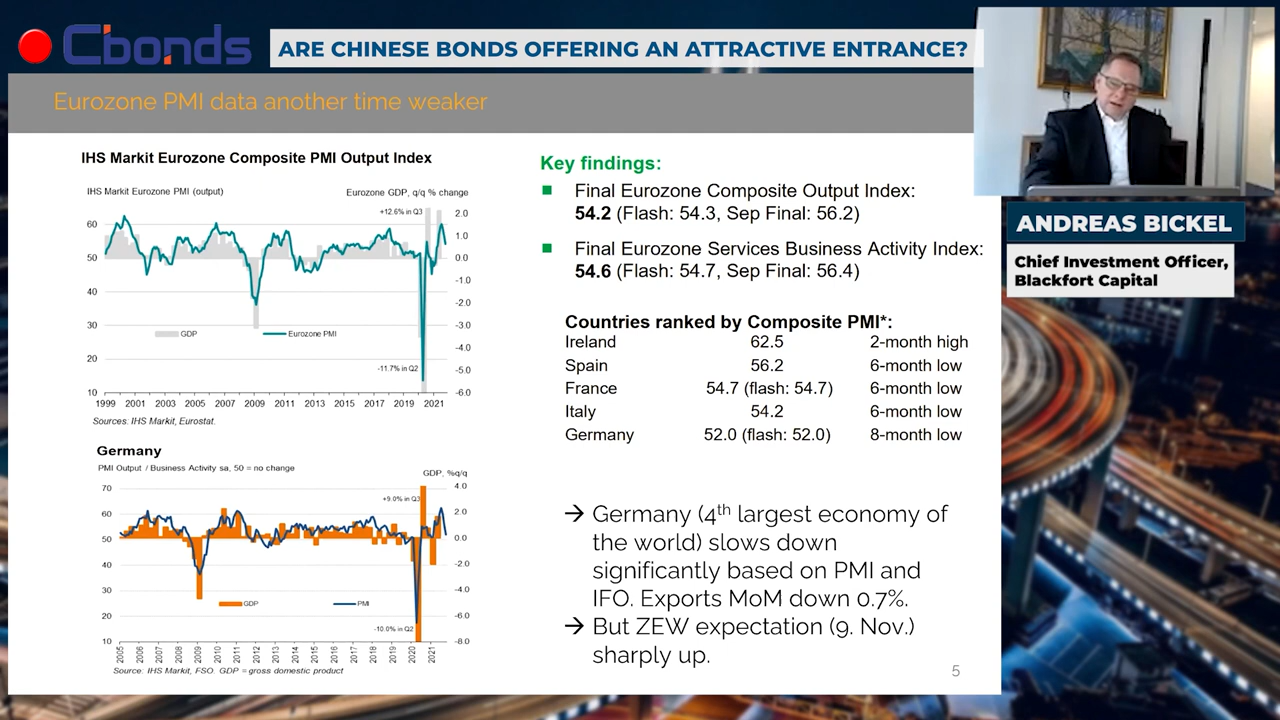 Cbonds
ARE CHINESE BONDS OFFERING AN ATTRACTIVE ENTRANCE?
Eurozone PMI data another time weaker
IHS Markit Eurozone Composite PMI Output Index
IHS Markit Eurozone PMI (output)
Eurozone GDP, q/q % change
+12.6% in Q3
60
50
40
30
20
10
2.0
1.0
0.0
-1.0
-2.0
-3.0
-4.0
-5.0
-6.0
GDP
Eurozone PMI
-11.7% in Q2
1999 2001 2003 2005 2007 2009 2011 2013 2015 2017 2019 2021
Sources: IHS Markit, Eurostat.
Germany
PMI Output / Business Activity sa, 50 = no change
GDP, %q/q
+9.0% in Q3
70
60
50
40
30
20
10
4.0
2.0
0.0
-2.0
-4.0
-6.0
-8.0
GDP
PMI
-10.0% in Q2
2005 2006 2007 2008 2009 2010 2011 2012 2013 2014 2015 2016 2017 2018 2019 2020 2021
Source: IHS Markit, FSO. GDP = gross domestic product
Key findings:
Final Eurozone Composite Output Index:
54.2 (Flash: 54.3, Sep Final: 56.2)
Final Eurozone Services Business Activity Index:
54.6 (Flash: 54.7, Sep Final: 56.4)
Countries ranked by Composite PMI*:
Ireland 62.5 2-month high
Spain 56.2 6-month low
France 54.7 (flash: 54.7) 6-month low
Italy 54.2 6-month low
Germany 52.0 (flash: 52.0) 8-month low
→ Germany (4th largest economy of
the world) slows down
significantly based on PMI and
IFO. Exports MoM down 0.7%.
→ But ZEW expectation (9. Nov.)
sharply up.
5
ANDREAS BICKEL
Chief Investment Officer,
Blackfort Capital